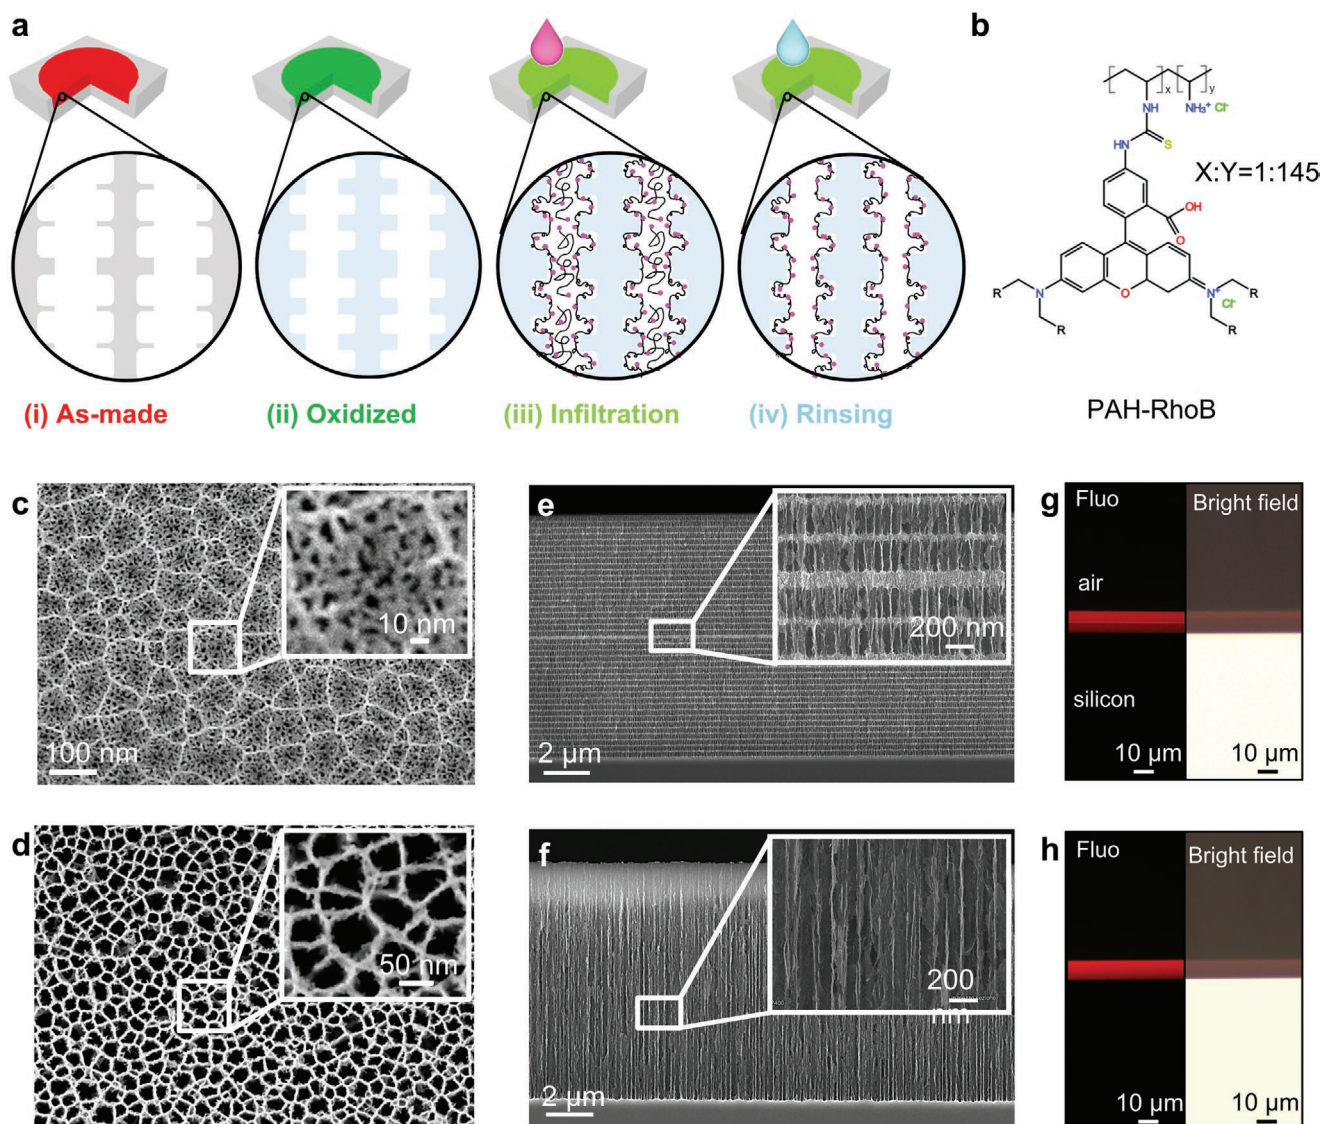 a
b
(i) As-made
(ii) Oxidized
(iii) Infiltration
(iv) Rinsing
x
y
NH
NH₃⁺ Cl⁻
HN
S
X:Y=1:145
OH
O
R
N
O
N⁺
Cl⁻
R
R
R
PAH-RhoB
c
10 nm
100 nm
e
200 nm
2 µm
g
Fluo
Bright field
air
silicon
10 µm
10 µm
d
50 nm
f
200
nm
2 µm
h
Fluo
Bright field
10 µm
10 µm